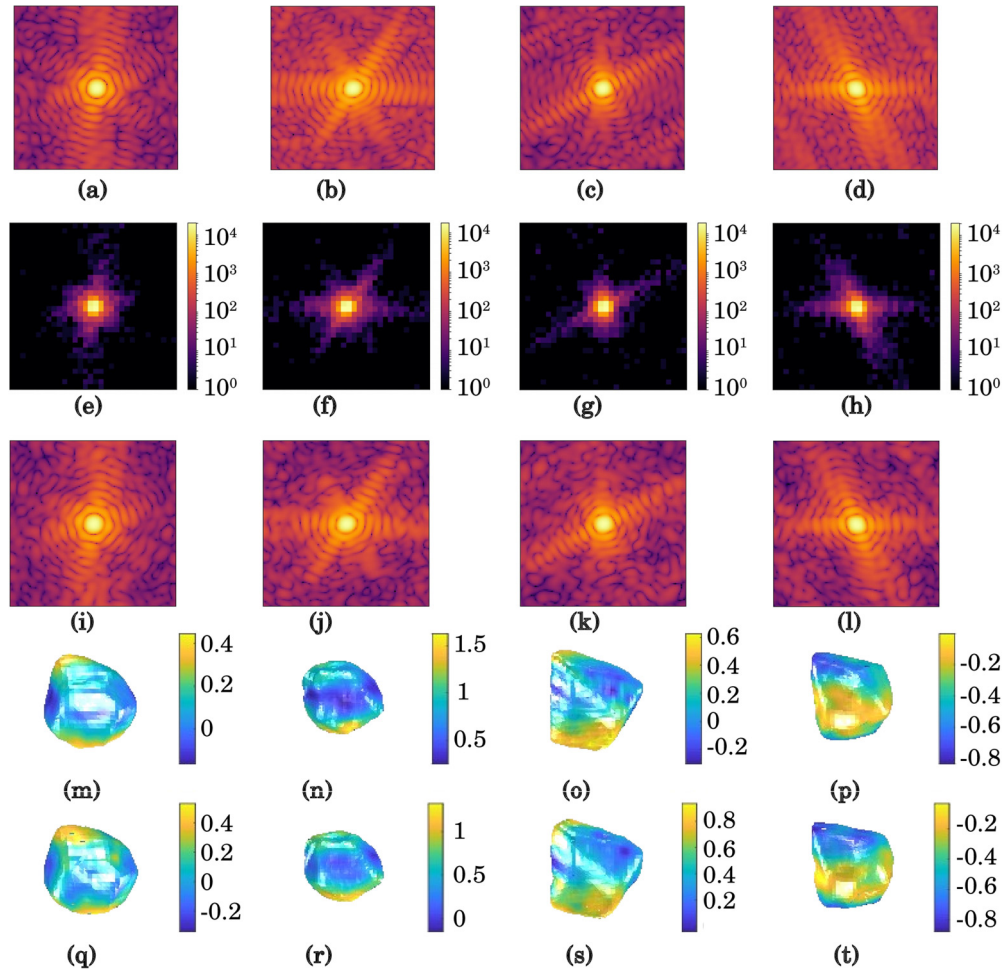 (a) (b) (c) (d)
10⁴ 10⁴ 10⁴ 10⁴
10³ 10³ 10³ 10³
10² 10² 10² 10²
10¹ 10¹ 10¹ 10¹
10⁰ 10⁰ 10⁰ 10⁰
(e) (f) (g) (h)
(i) (j) (k) (l)
0.4 0.2 0
1.5 1 0.5
0.6 0.4 0.2 0 -0.2
-0.2 -0.4 -0.6 -0.8
(m) (n) (o) (p)
0.4 0.2 0 -0.2
1 0.5 0
0.8 0.6 0.4 0.2
-0.2 -0.4 -0.6 -0.8
(q) (r) (s) (t)